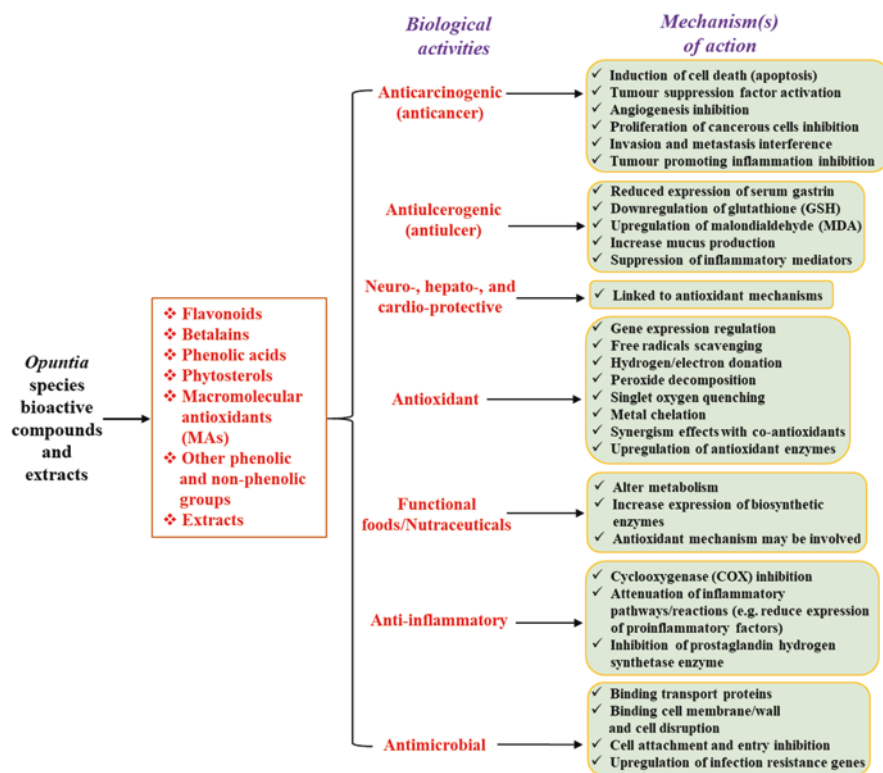 Biological
activities
Mechanism(s)
of action
Opuntia
species
bioactive
compounds
and
extracts
❖ Flavonoids
❖ Betalains
❖ Phenolic acids
❖ Phytosterols
❖ Macromolecular
antioxidants
(MAs)
❖ Other phenolic
and non-phenolic
groups
❖ Extracts
Anticarcinogenic
(anticancer)
✓ Induction of cell death (apoptosis)
✓ Tumour suppression factor activation
✓ Angiogenesis inhibition
✓ Proliferation of cancerous cells inhibition
✓ Invasion and metastasis interference
✓ Tumour promoting inflammation inhibition
Antiulcerogenic
(antiulcer)
✓ Reduced expression of serum gastrin
✓ Downregulation of glutathione (GSH)
✓ Upregulation of malondialdehyde (MDA)
✓ Increase mucus production
✓ Suppression of inflammatory mediators
Neuro-, hepato-, and
cardio-protective
✓ Linked to antioxidant mechanisms
Antioxidant
✓ Gene expression regulation
✓ Free radicals scavenging
✓ Hydrogen/electron donation
✓ Peroxide decomposition
✓ Singlet oxygen quenching
✓ Metal chelation
✓ Synergism effects with co-antioxidants
✓ Upregulation of antioxidant enzymes
Functional
foods/Nutraceuticals
✓ Alter metabolism
✓ Increase expression of biosynthetic
enzymes
✓ Antioxidant mechanism may be involved
Anti-inflammatory
✓ Cyclooxygenase (COX) inhibition
✓ Attenuation of inflammatory
pathways/reactions (e.g. reduce expression
of proinflammatory factors)
✓ Inhibition of prostaglandin hydrogen
synthetase enzyme
Antimicrobial
✓ Binding transport proteins
✓ Binding cell membrane/wall
and cell disruption
✓ Cell attachment and entry inhibition
✓ Upregulation of infection resistance genes